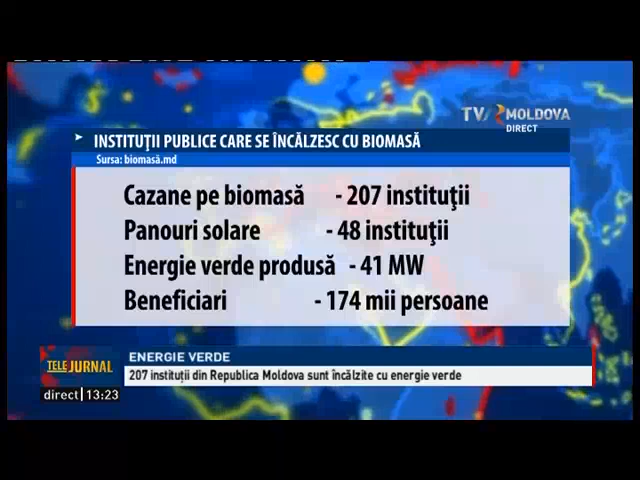 TVR MOLDOVA
DIRECT
INSTITUŢII PUBLICE CARE SE ÎNCĂLZESC CU BIOMASĂ
Sursa: biomasă.md
Cazane pe biomasă - 207 instituţii
Panouri solare - 48 instituţii
Energie verde produsă - 41 MW
Beneficiari - 174 mii persoane
TELEJURNAL
ENERGIE VERDE
207 instituții din Republica Moldova sunt încălzite cu energie verde
direct 13:23